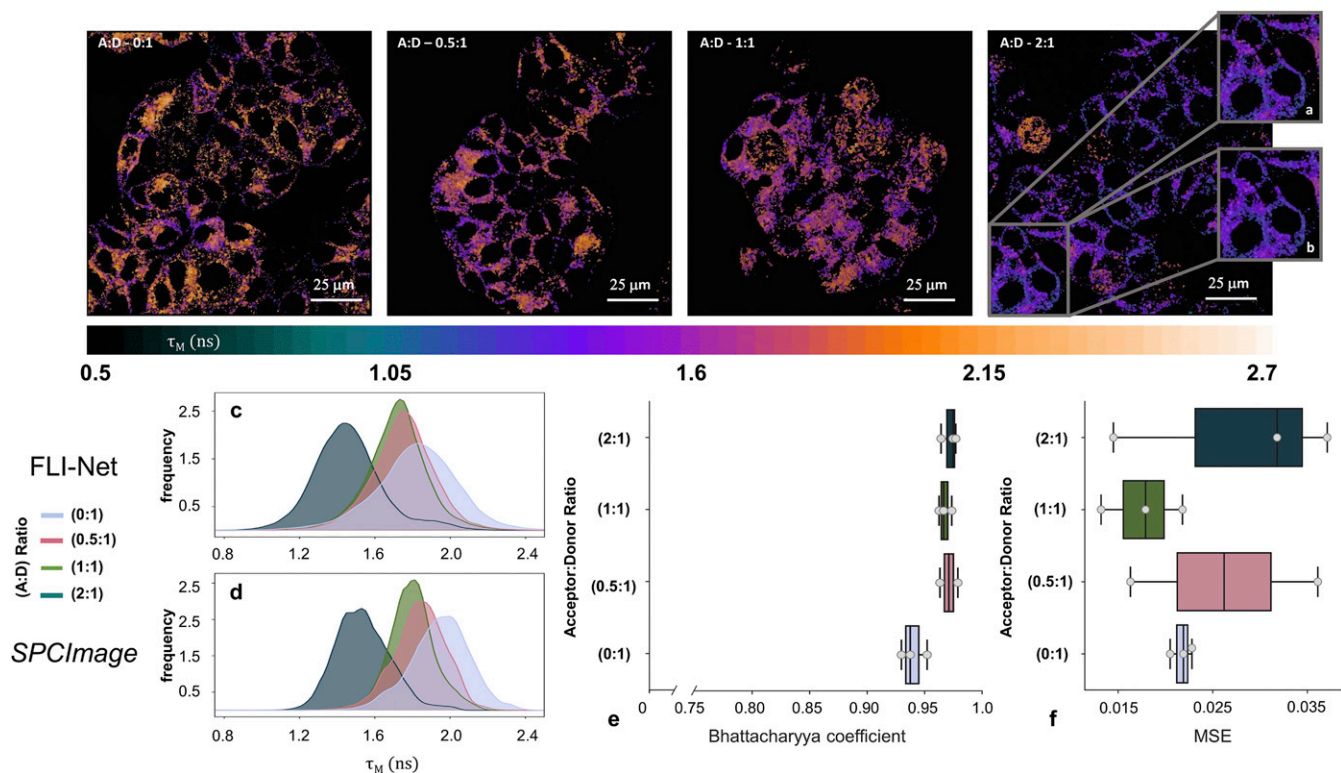 A:D - 0:1
A:D – 0.5:1
A:D - 1:1
A:D - 2:1
a
b
25 μm
25 μm
25 μm
25 μm
τM (ns)
0.5
1.05
1.6
2.15
2.7
FLI-Net
(A:D) Ratio
(0:1)
(0.5:1)
(1:1)
(2:1)
SPCImage
c
frequency
2.5
1.5
0.5
0.8
1.2
1.6
2.0
2.4
d
frequency
2.5
1.5
0.5
0.8
1.2
1.6
2.0
2.4
τM (ns)
Acceptor:Donor Ratio
(2:1)
(1:1)
(0.5:1)
(0:1)
0
0.75
0.80
0.85
0.90
0.95
1.0
e
Bhattacharyya coefficient
Acceptor:Donor Ratio
(2:1)
(1:1)
(0.5:1)
(0:1)
0.015
0.025
0.035
f
MSE